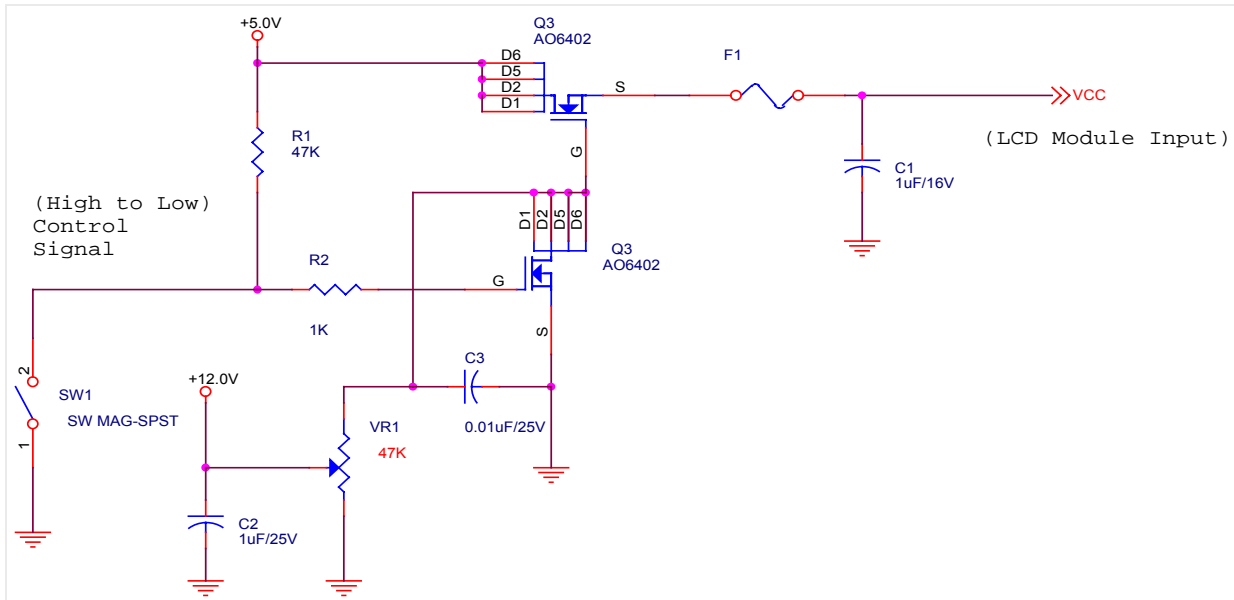 +5.0V
Q3
AO6402
F1
D6
D5
D2
D1
S
VCC
(LCD Module Input)
R1
47K
G
C1
1uF/16V
(High to Low)
Control
Signal
D1
D2
D5
D6
Q3
AO6402
R2
1K
G
S
2
1
SW1
SW MAG-SPST
+12.0V
C3
0.01uF/25V
VR1
47K
C2
1uF/25V